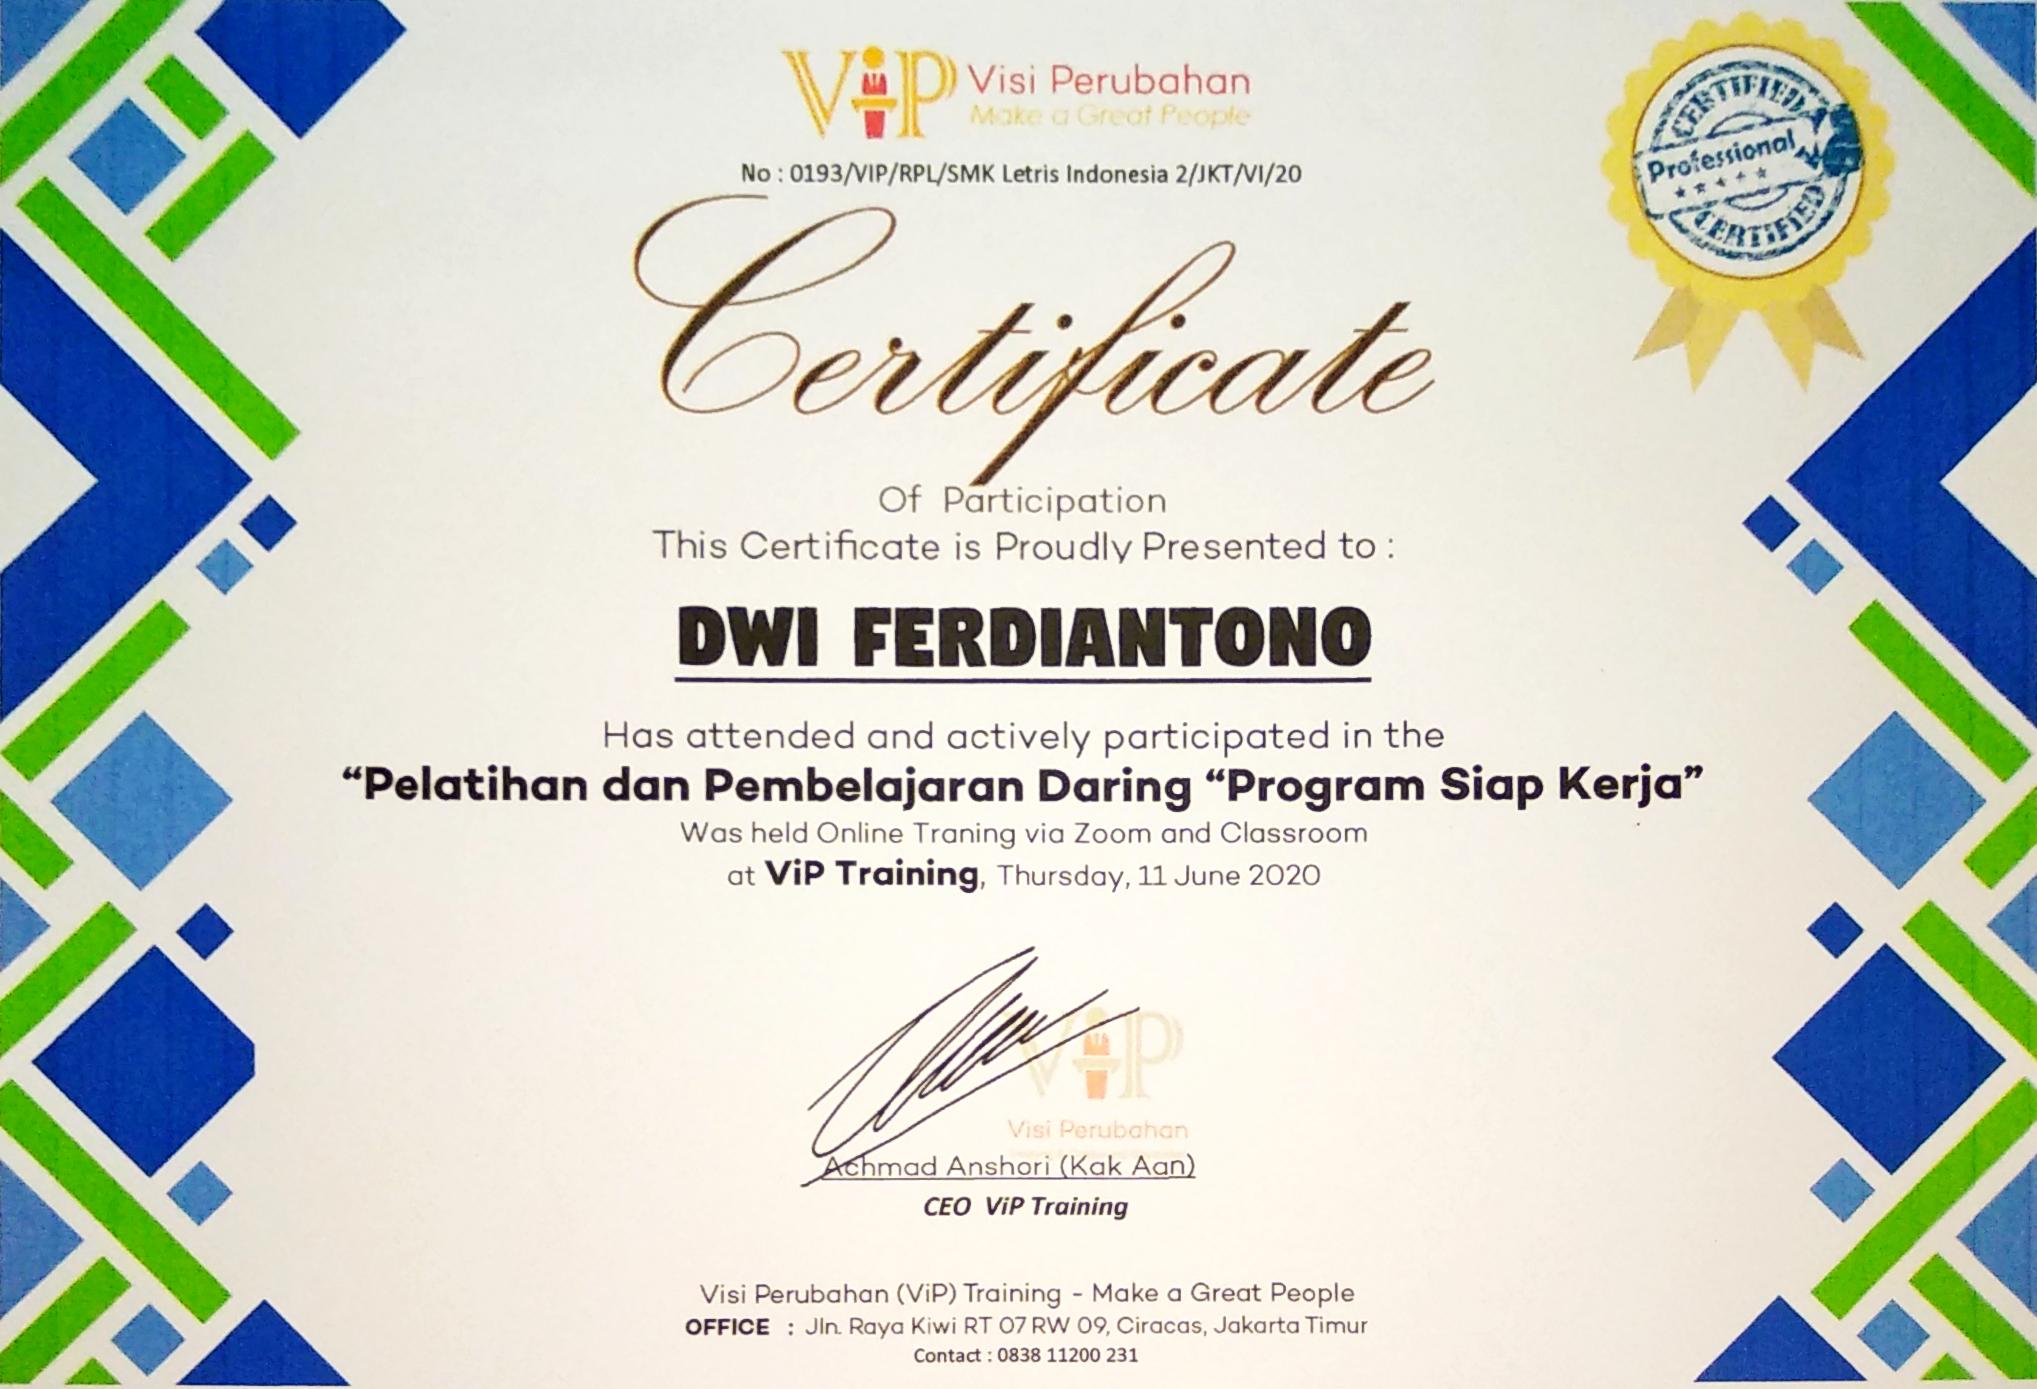 ViP Visi Perubahan
Make a Great People
No : 0193/VIP/RPL/SMK Letris Indonesia 2/JKT/VI/20
CERTIFIED
Professional
CERTIFIED
Certificate
Of Participation
This Certificate is Proudly Presented to :
DWI FERDIANTONO
Has attended and actively participated in the
“Pelatihan dan Pembelajaran Daring “Program Siap Kerja”
Was held Online Traning via Zoom and Classroom
at ViP Training, Thursday, 11 June 2020
ViP
Visi Perubahan
Achmad Anshori (Kak Aan)
CEO ViP Training
Visi Perubahan (ViP) Training - Make a Great People
OFFICE : Jln. Raya Kiwi RT 07 RW 09, Ciracas, Jakarta Timur
Contact : 0838 11200 231